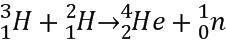 ³₁H + ²₁H → ⁴₂He + ¹₀n